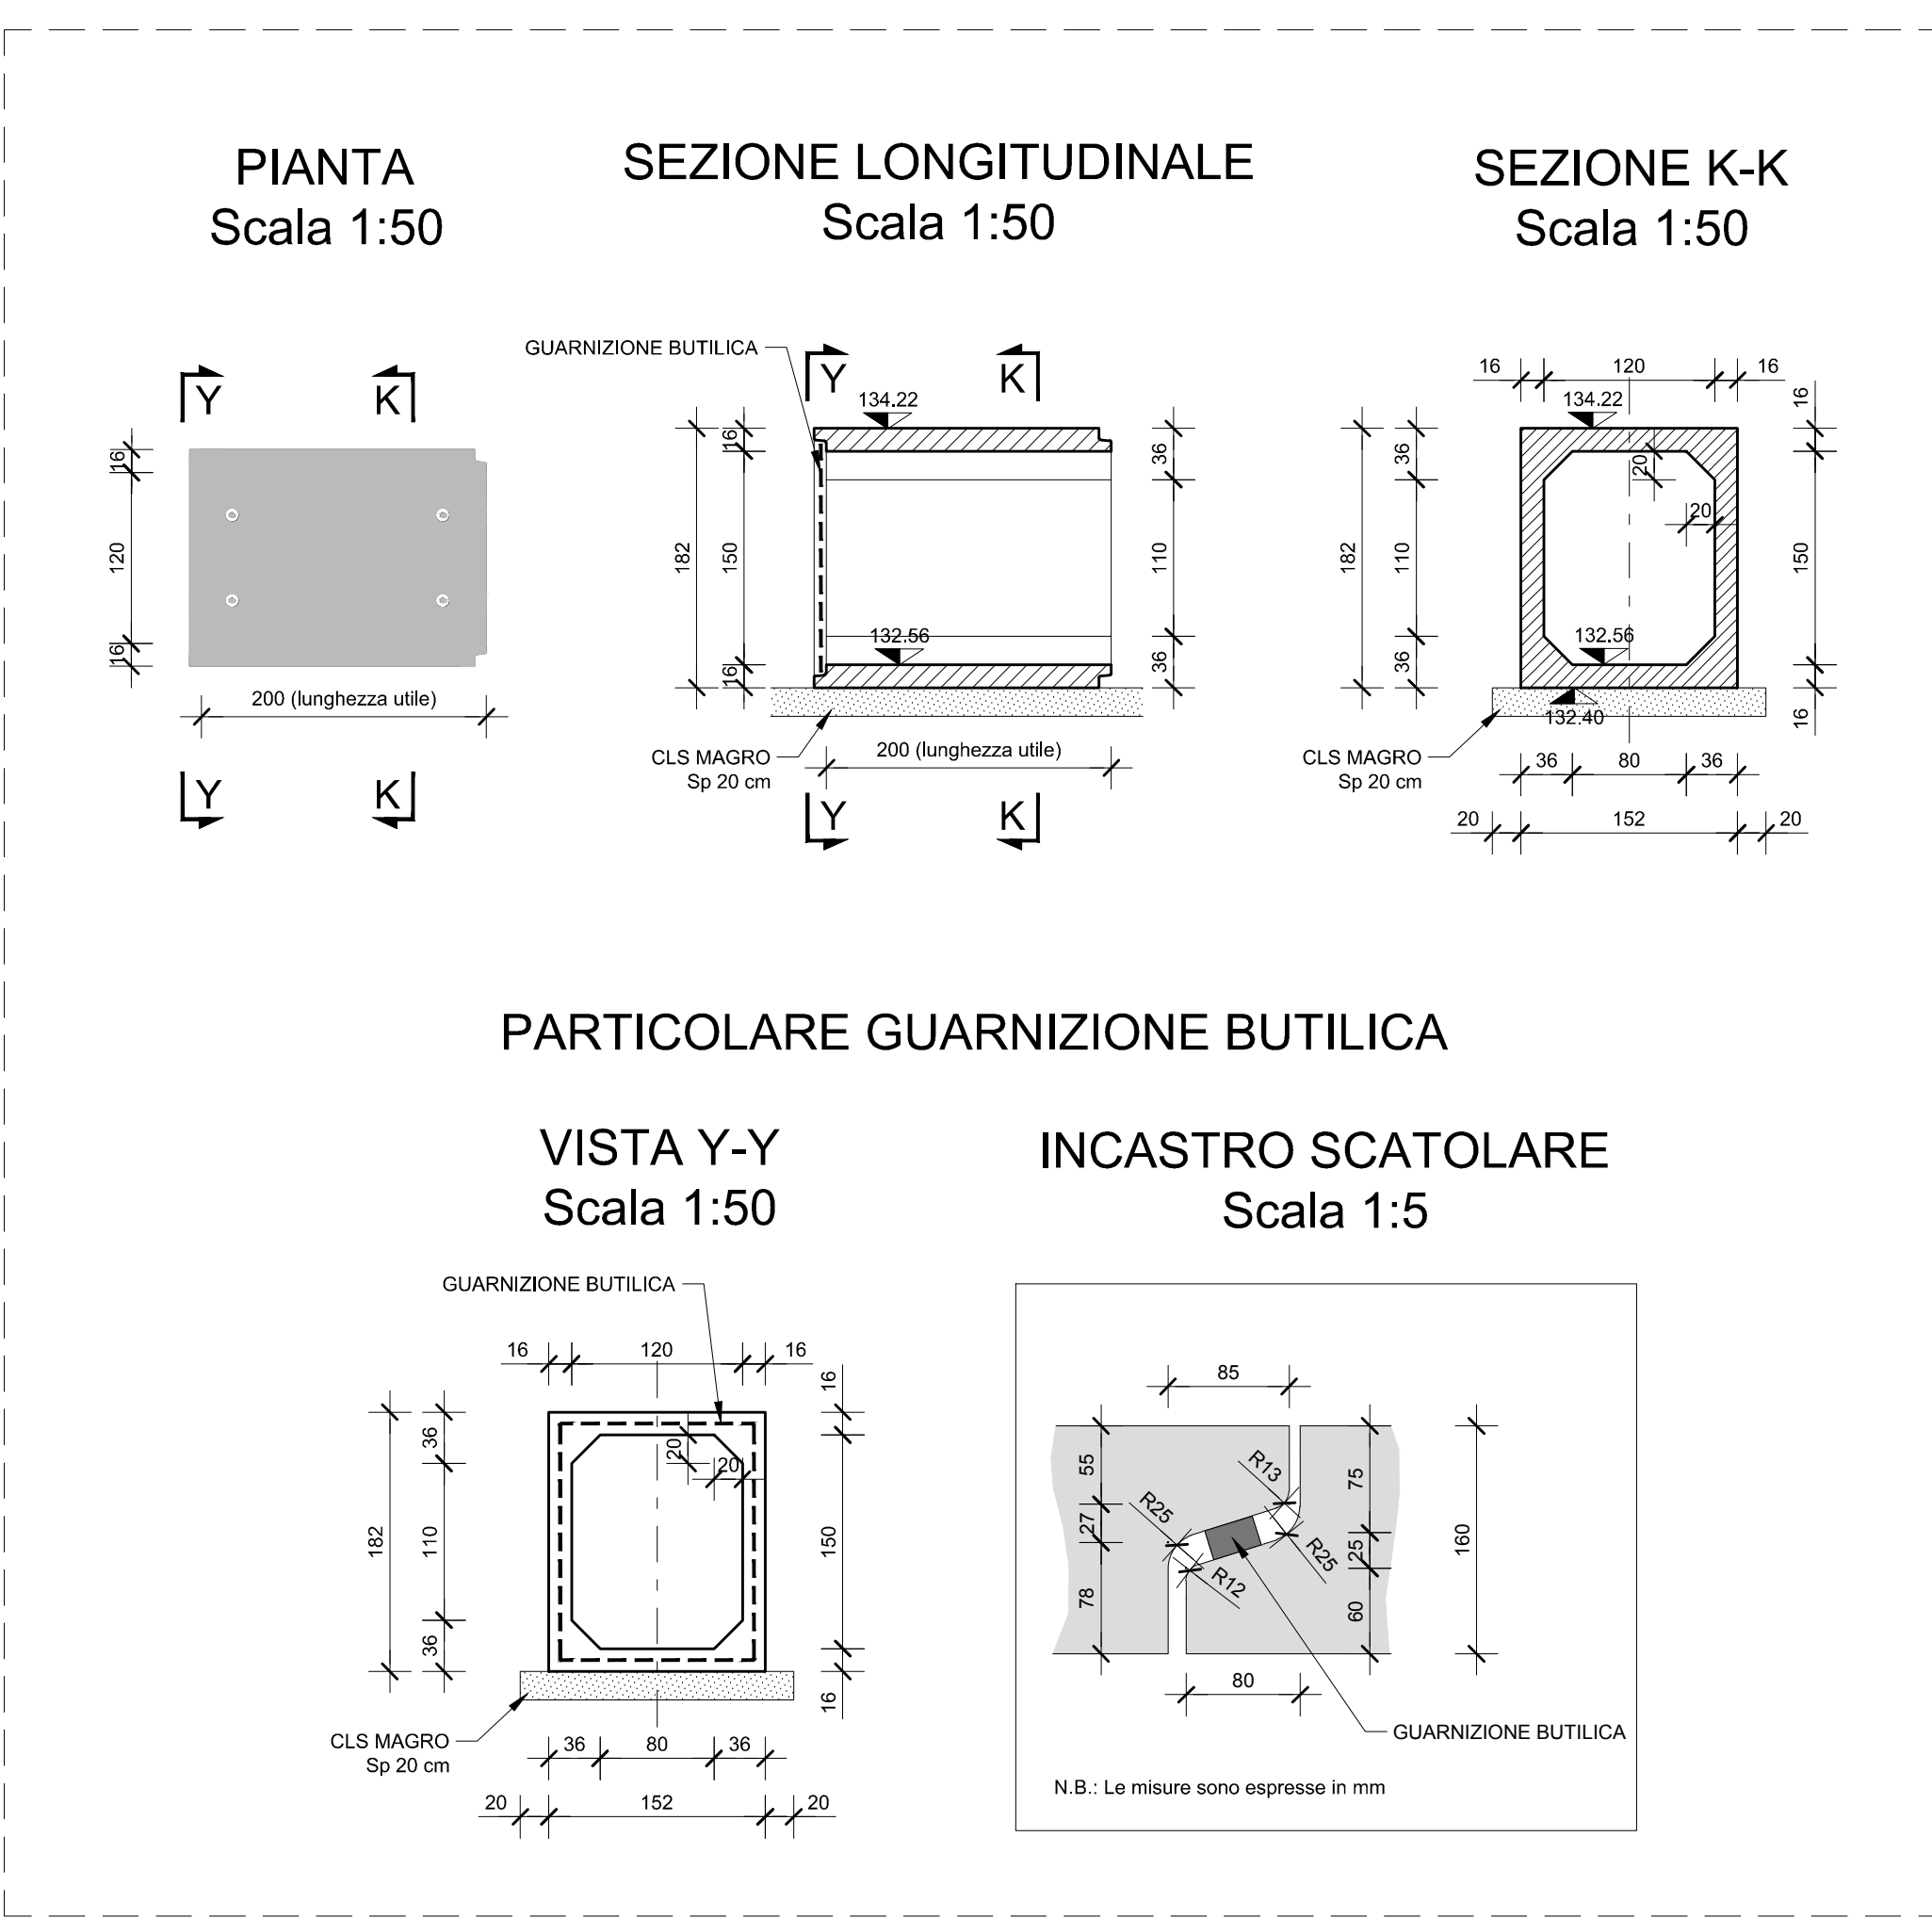 PIANTA
Scala 1:50
Y
K
16
120
16
200 (lunghezza utile)
Y
K
SEZIONE LONGITUDINALE
Scala 1:50
GUARNIZIONE BUTILICA
Y
K
134.22
182
16
150
16
36
110
36
132.56
CLS MAGRO
Sp 20 cm
200 (lunghezza utile)
Y
K
SEZIONE K-K
Scala 1:50
16
120
16
134.22
182
36
110
36
20
20
16
150
16
132.56
132.40
CLS MAGRO
Sp 20 cm
36
80
36
20
152
20
PARTICOLARE GUARNIZIONE BUTILICA
VISTA Y-Y
Scala 1:50
GUARNIZIONE BUTILICA
16
120
16
182
36
110
36
20
20
16
150
16
CLS MAGRO
Sp 20 cm
36
80
36
20
152
20
INCASTRO SCATOLARE
Scala 1:5
85
55
27
78
R13
R25
R25
R12
75
25
60
160
80
GUARNIZIONE BUTILICA
N.B.: Le misure sono espresse in mm